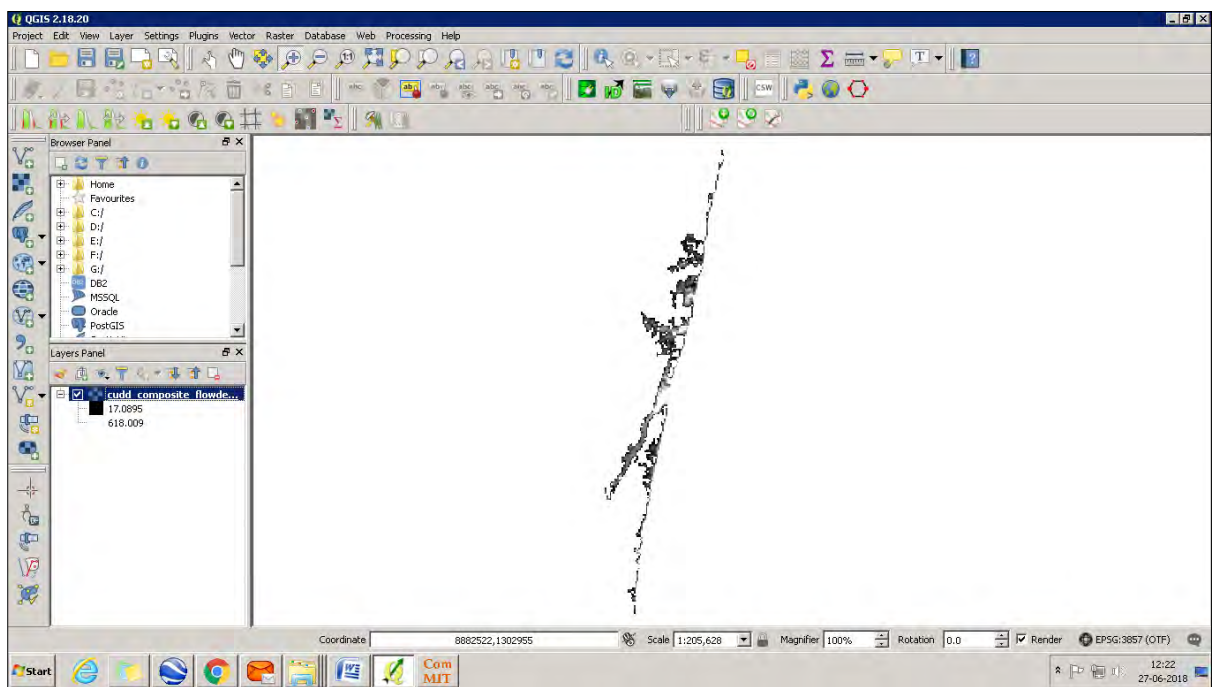 QGIS 2.18.20
Project Edit View Layer Settings Plugins Vector Raster Database Web Processing Help
CSW
Browser Panel
Home
Favourites
C:/
D:/
E:/
F:/
G:/
DB2
MSSQL
Oracle
PostGIS
Layers Panel
cudd_composite_flowde...
17.0895
618.009
Coordinate 8882522,1302955 Scale 1:205,628 Magnifier 100% Rotation 0.0 Render EPSG:3857 (OTF)
Start Com MIT 12:22
27-06-2018